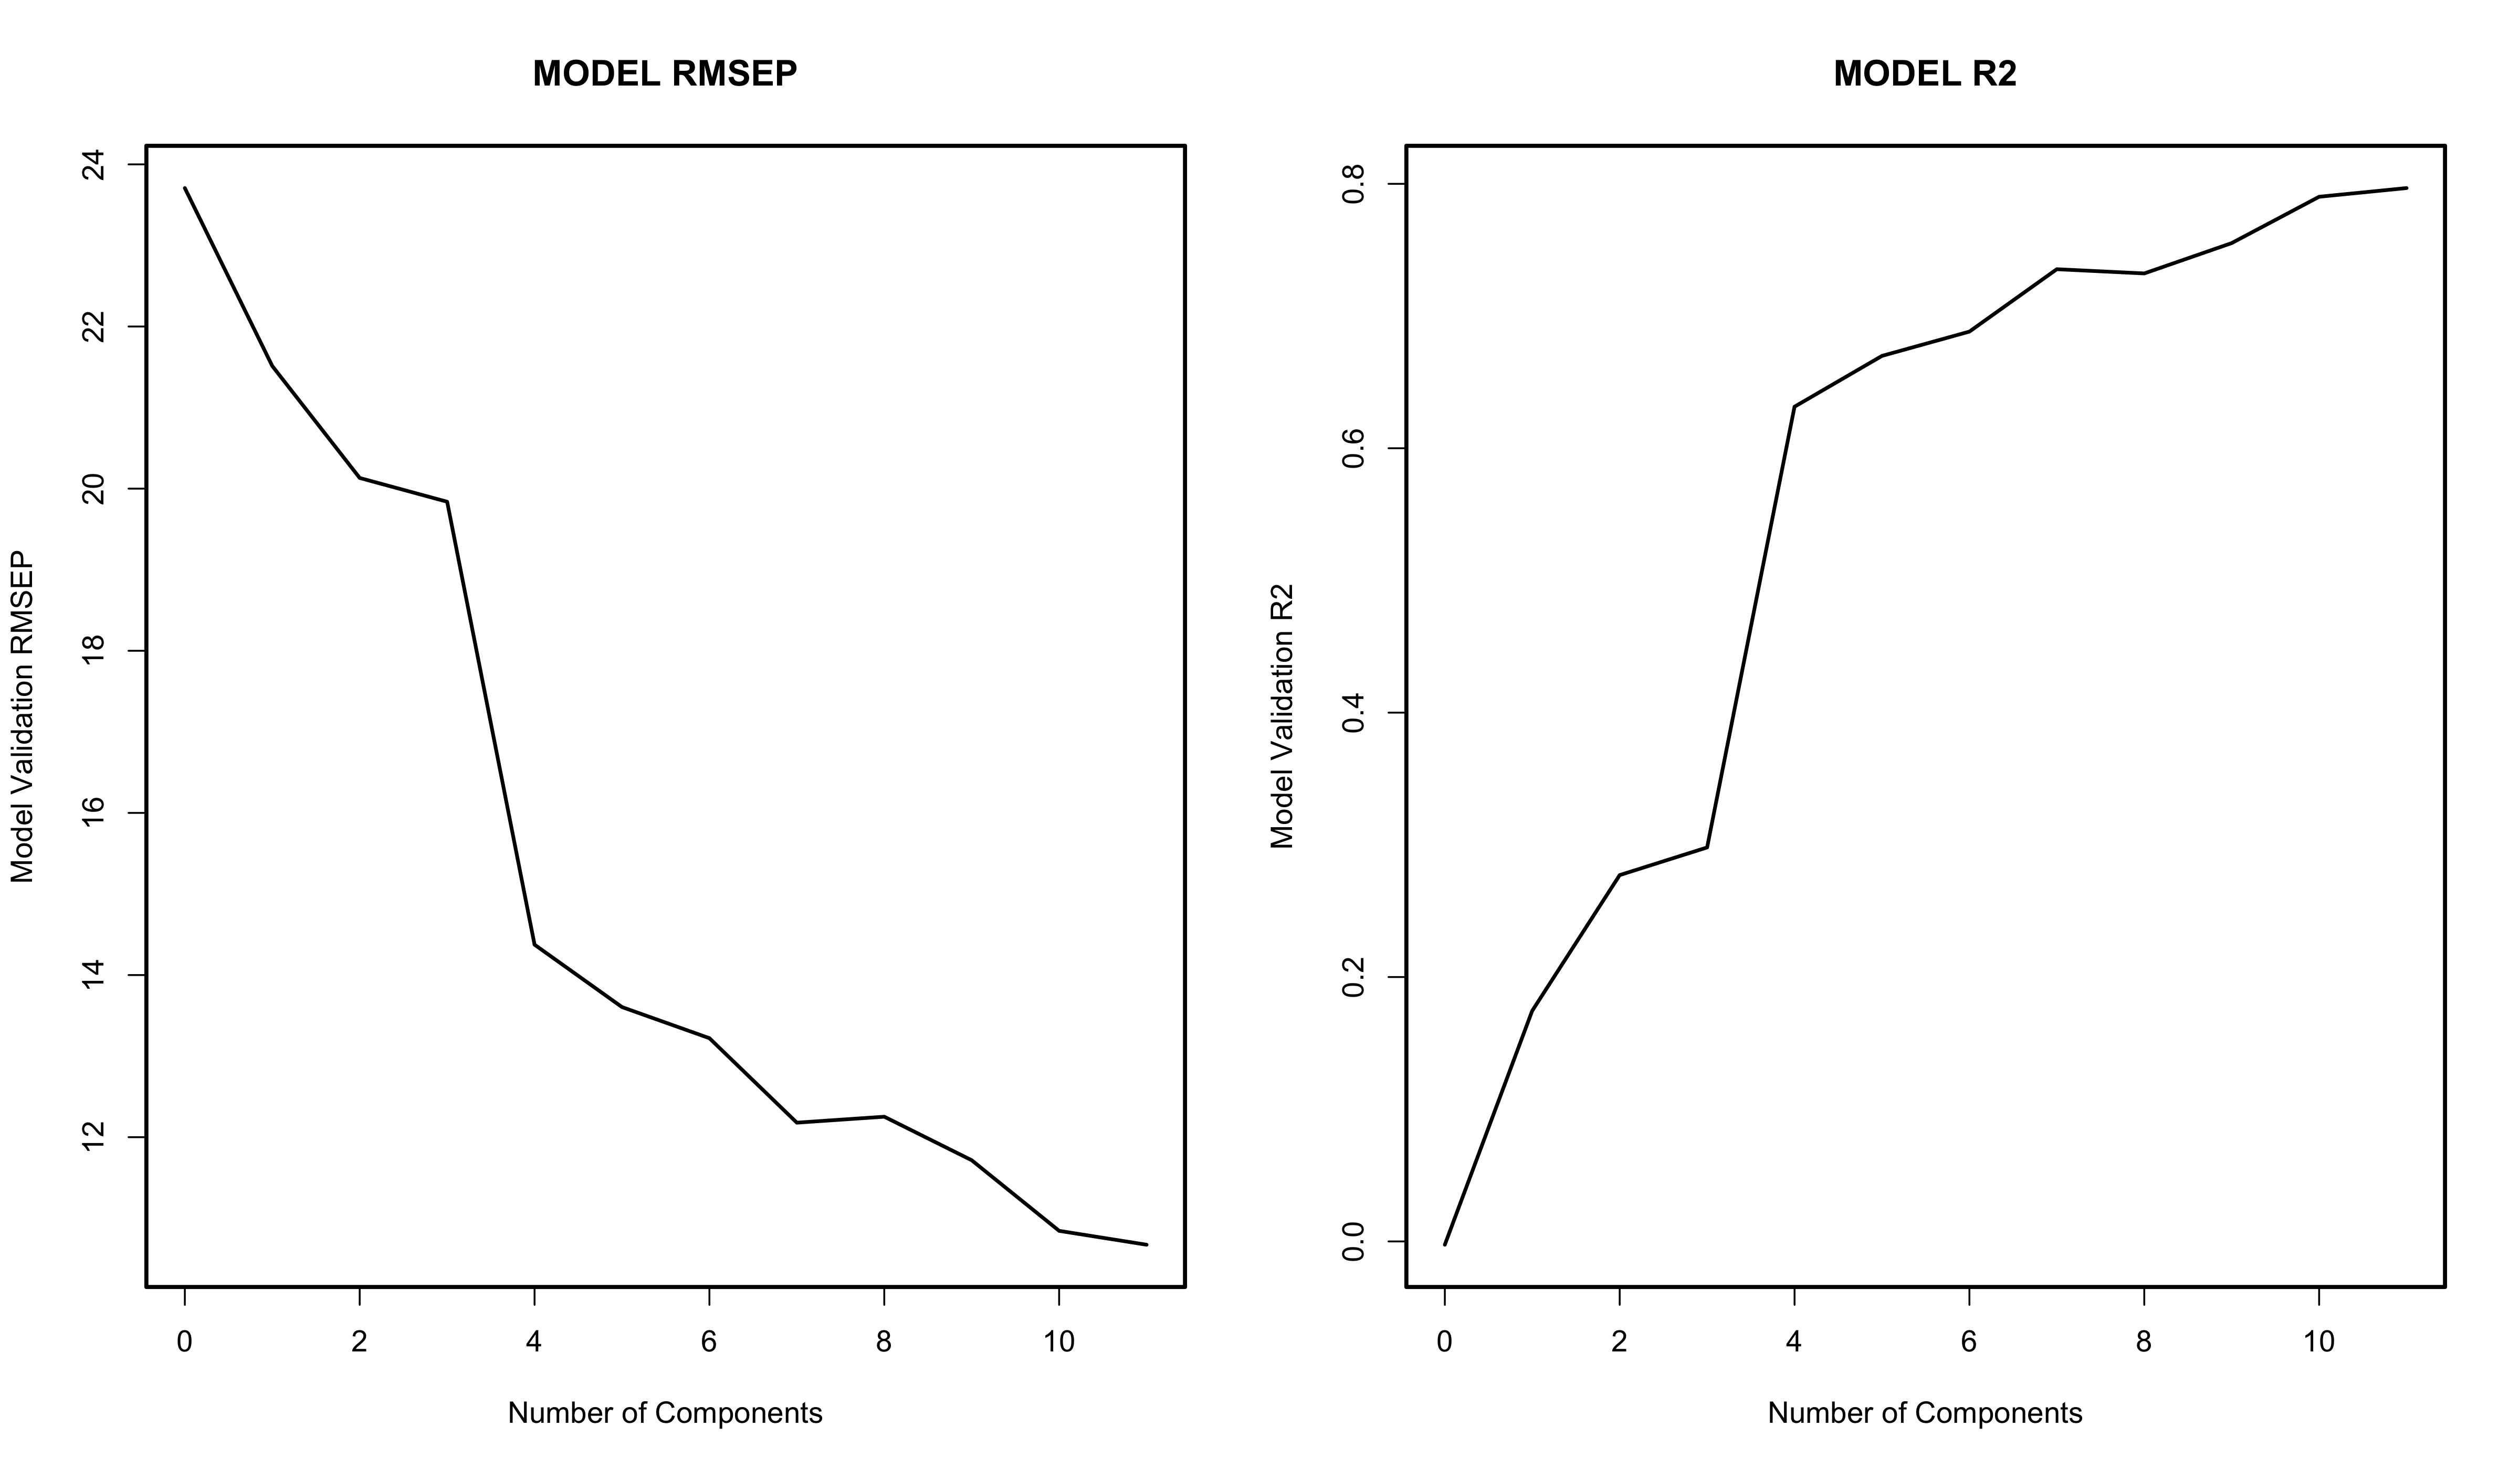 MODEL RMSEP
Model Validation RMSEP
24
22
20
18
16
14
12
0 2 4 6 8 10
Number of Components
MODEL R2
Model Validation R2
0.8
0.6
0.4
0.2
0.0
0 2 4 6 8 10
Number of Components